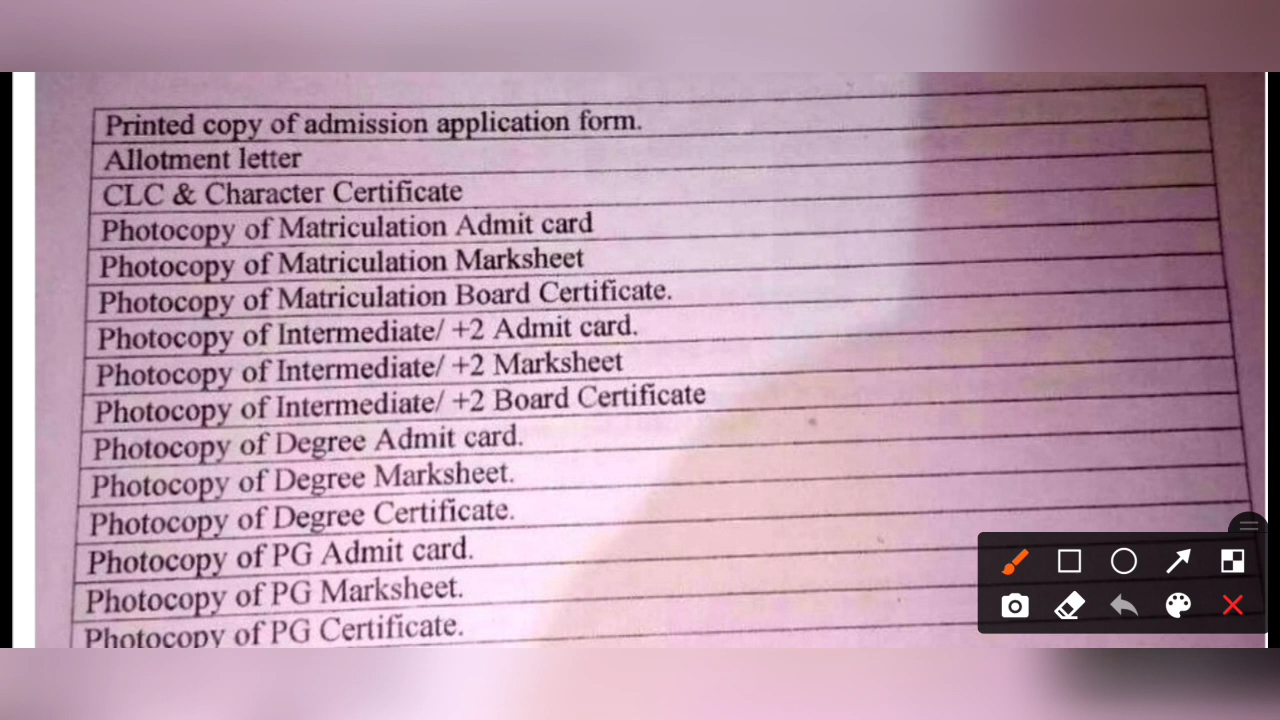 Printed copy of admission application form.
Allotment letter
CLC & Character Certificate
Photocopy of Matriculation Admit card
Photocopy of Matriculation Marksheet
Photocopy of Matriculation Board Certificate.
Photocopy of Intermediate/ +2 Admit card.
Photocopy of Intermediate/ +2 Marksheet
Photocopy of Intermediate/ +2 Board Certificate
Photocopy of Degree Admit card.
Photocopy of Degree Marksheet.
Photocopy of Degree Certificate.
Photocopy of PG Admit card.
Photocopy of PG Marksheet.
Photocopy of PG Certificate.